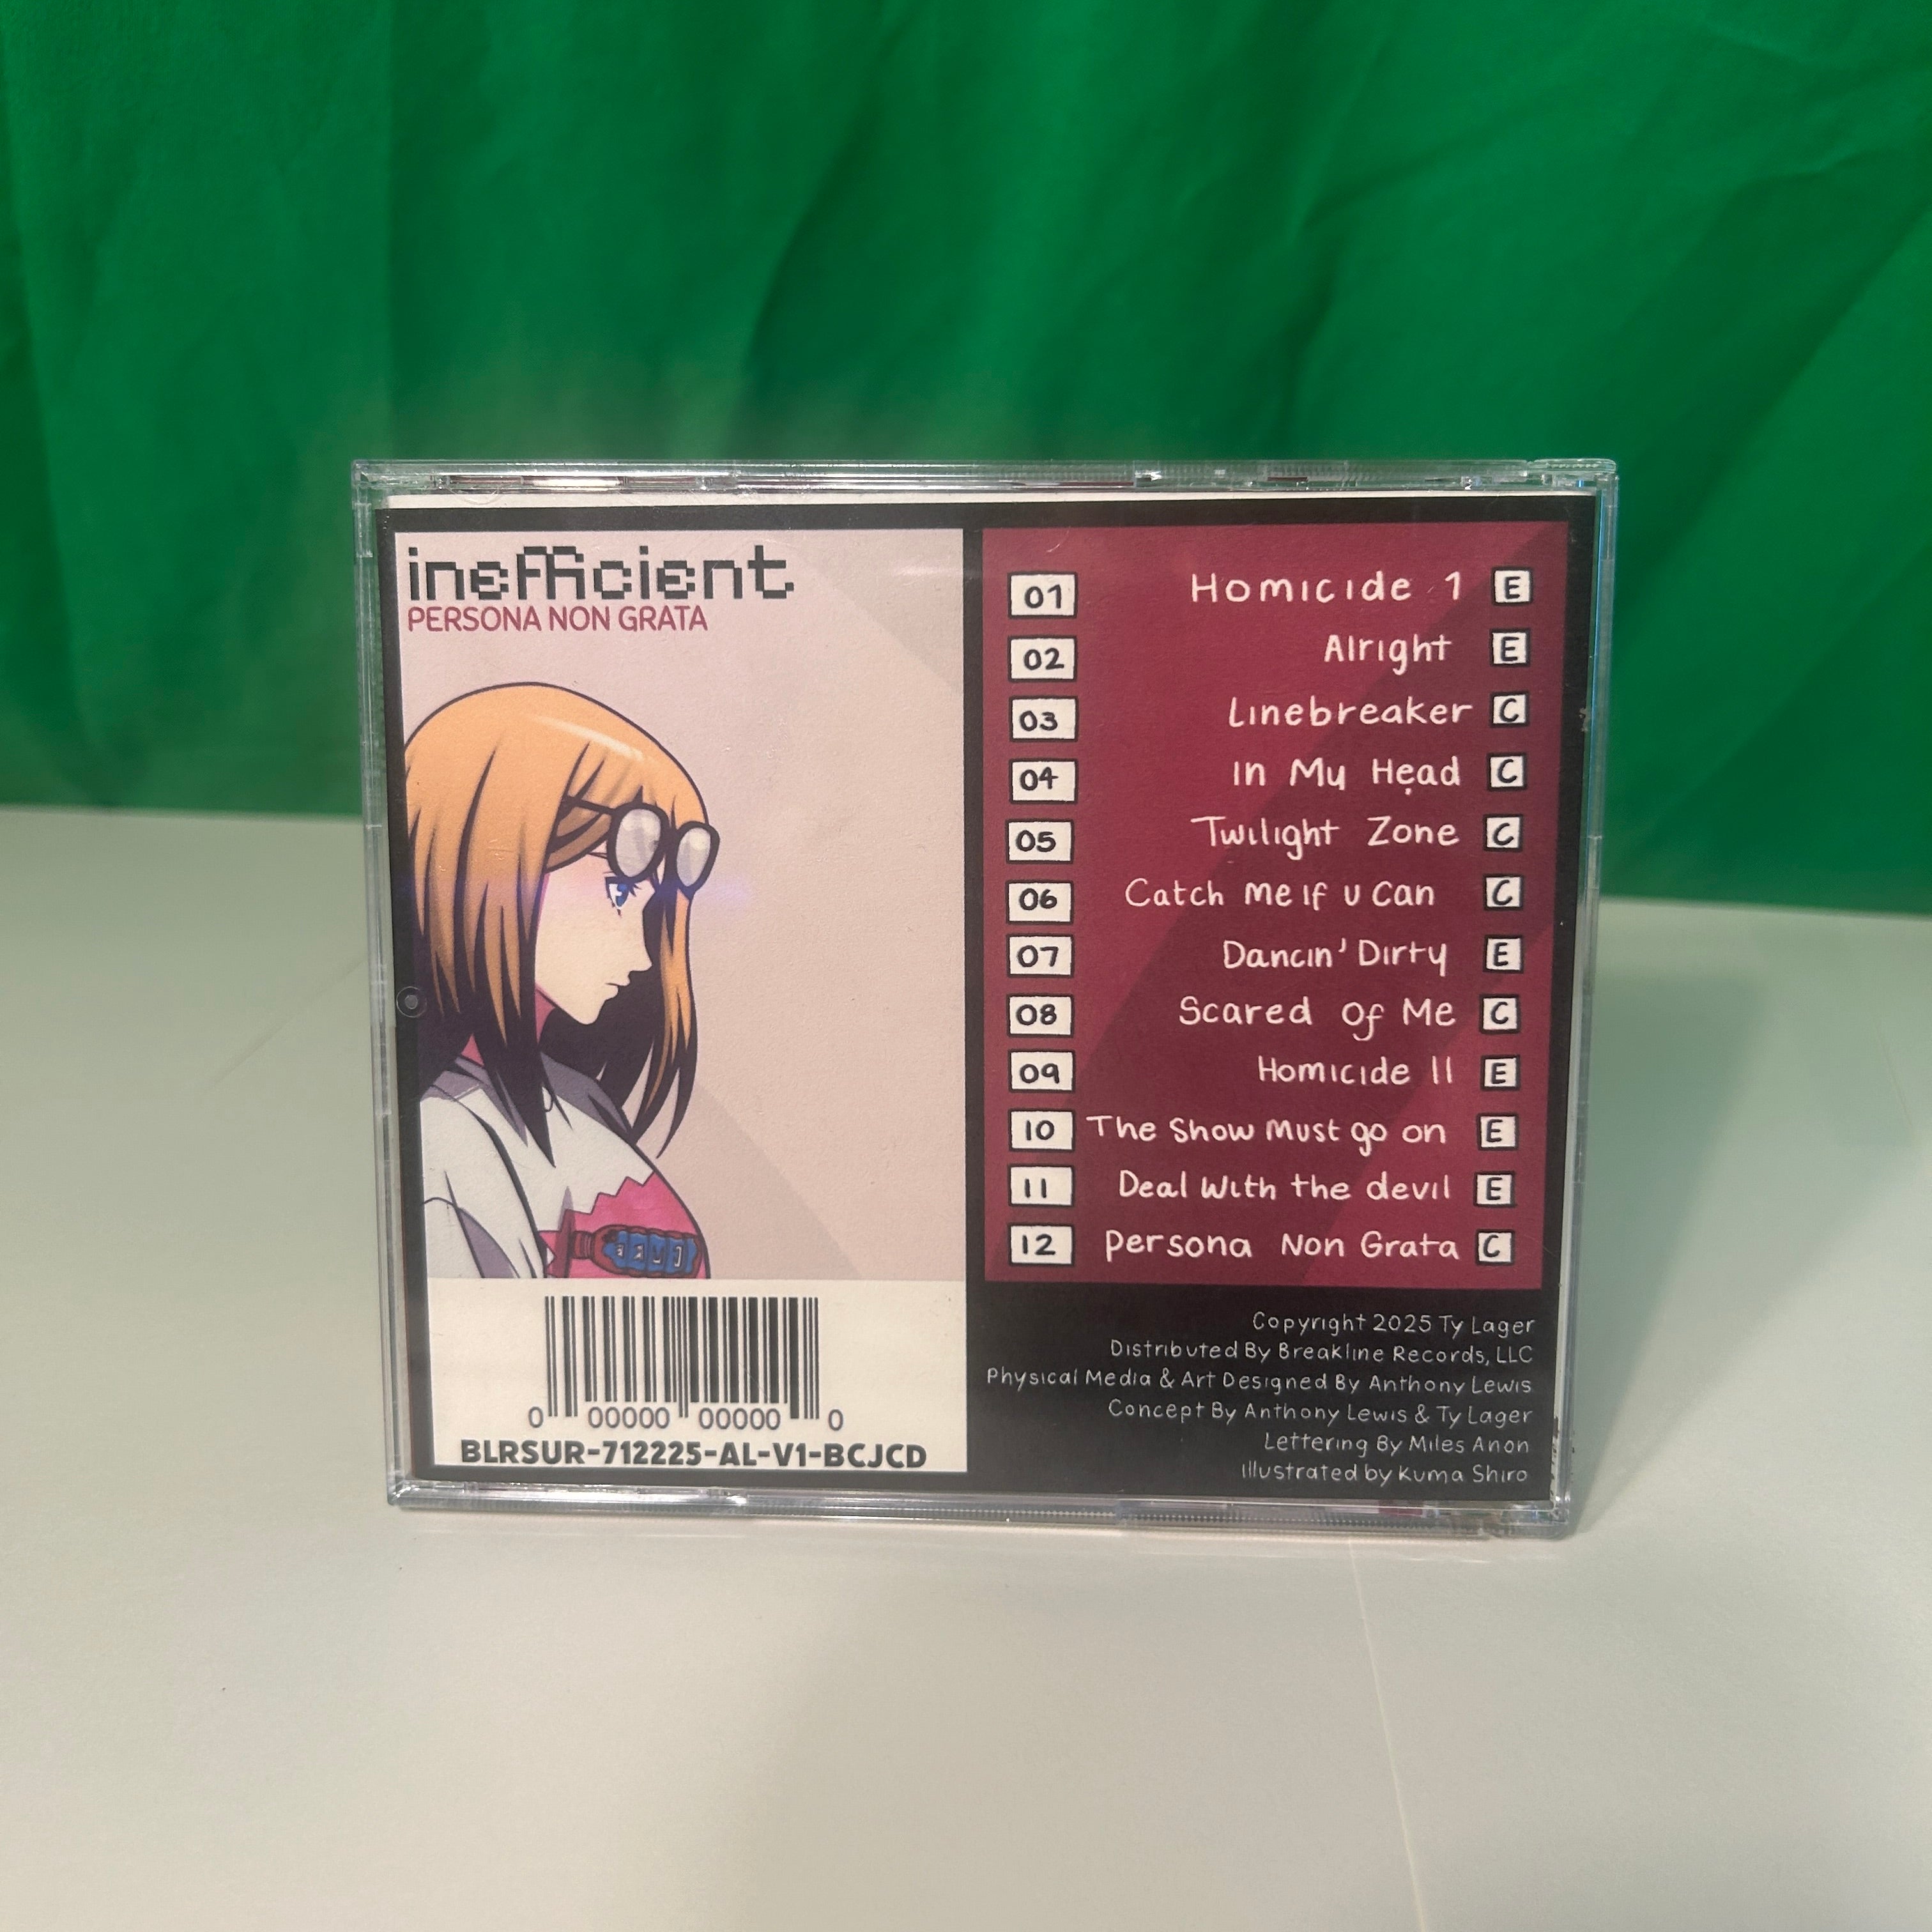 inefficient
PERSONA NON GRATA
01 Homicide 1 E
02 Alright E
03 Linebreaker C
04 In My Head C
05 Twilight Zone C
06 Catch Me If U Can C
07 Dancin' Dirty E
08 Scared Of Me C
09 Homicide II E
10 The Show Must go on E
11 Deal With the devil E
12 Persona Non Grata C
0 00000 00000 0
BLRSUR-712225-AL-V1-BCJCD
Copyright 2025 Ty Lager
Distributed By Breakline Records, LLC
Physical Media & Art Designed By Anthony Lewis
Concept By Anthony Lewis & Ty Lager
Lettering By Miles Anon
Illustrated by Kuma Shiro